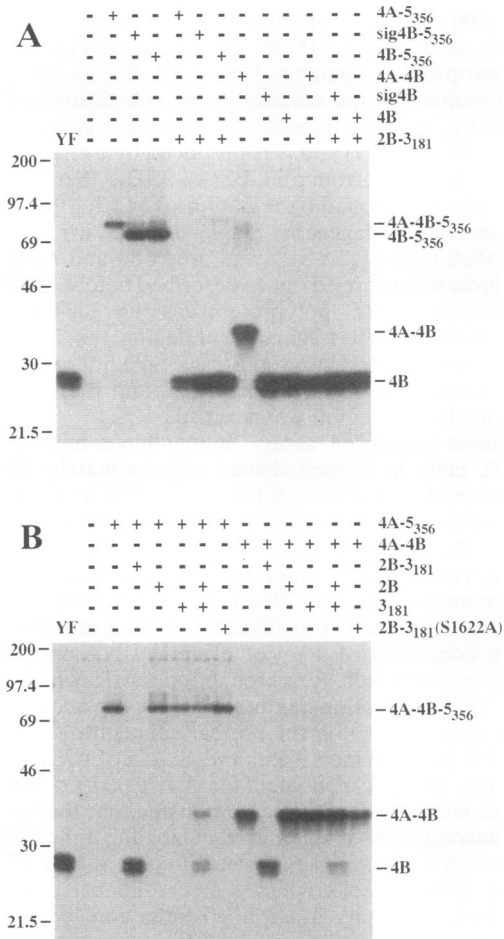 A
- + - - + - - - - - - - - 4A-5₃₅₆
- - + - - + - - - - - - - sig4B-5₃₅₆
- - - + - - + - - - - - - 4B-5₃₅₆
- - - - - - - + - - + - - 4A-4B
- - - - - - - - + - - + - sig4B
- - - - - - - - - + - - + 4B
YF - - - - + + + - - - + + + 2B-3₁₈₁
200
97.4
69
46
30
21.5
4A-4B-5₃₅₆
4B-5₃₅₆
4A-4B
4B
B
- + + + + + + - - - - - - 4A-5₃₅₆
- - - - - - - + + + + + + 4A-4B
- - + - - - - - + - - - - 2B-3₁₈₁
- - - + - + - - - + - + - 2B
- - - - + + - - - - + + - 3₁₈₁
YF - - - - - - + - - - - - + 2B-3₁₈₁(S1622A)
200
97.4
69
46
30
21.5
4A-4B-5₃₅₆
4A-4B
4B